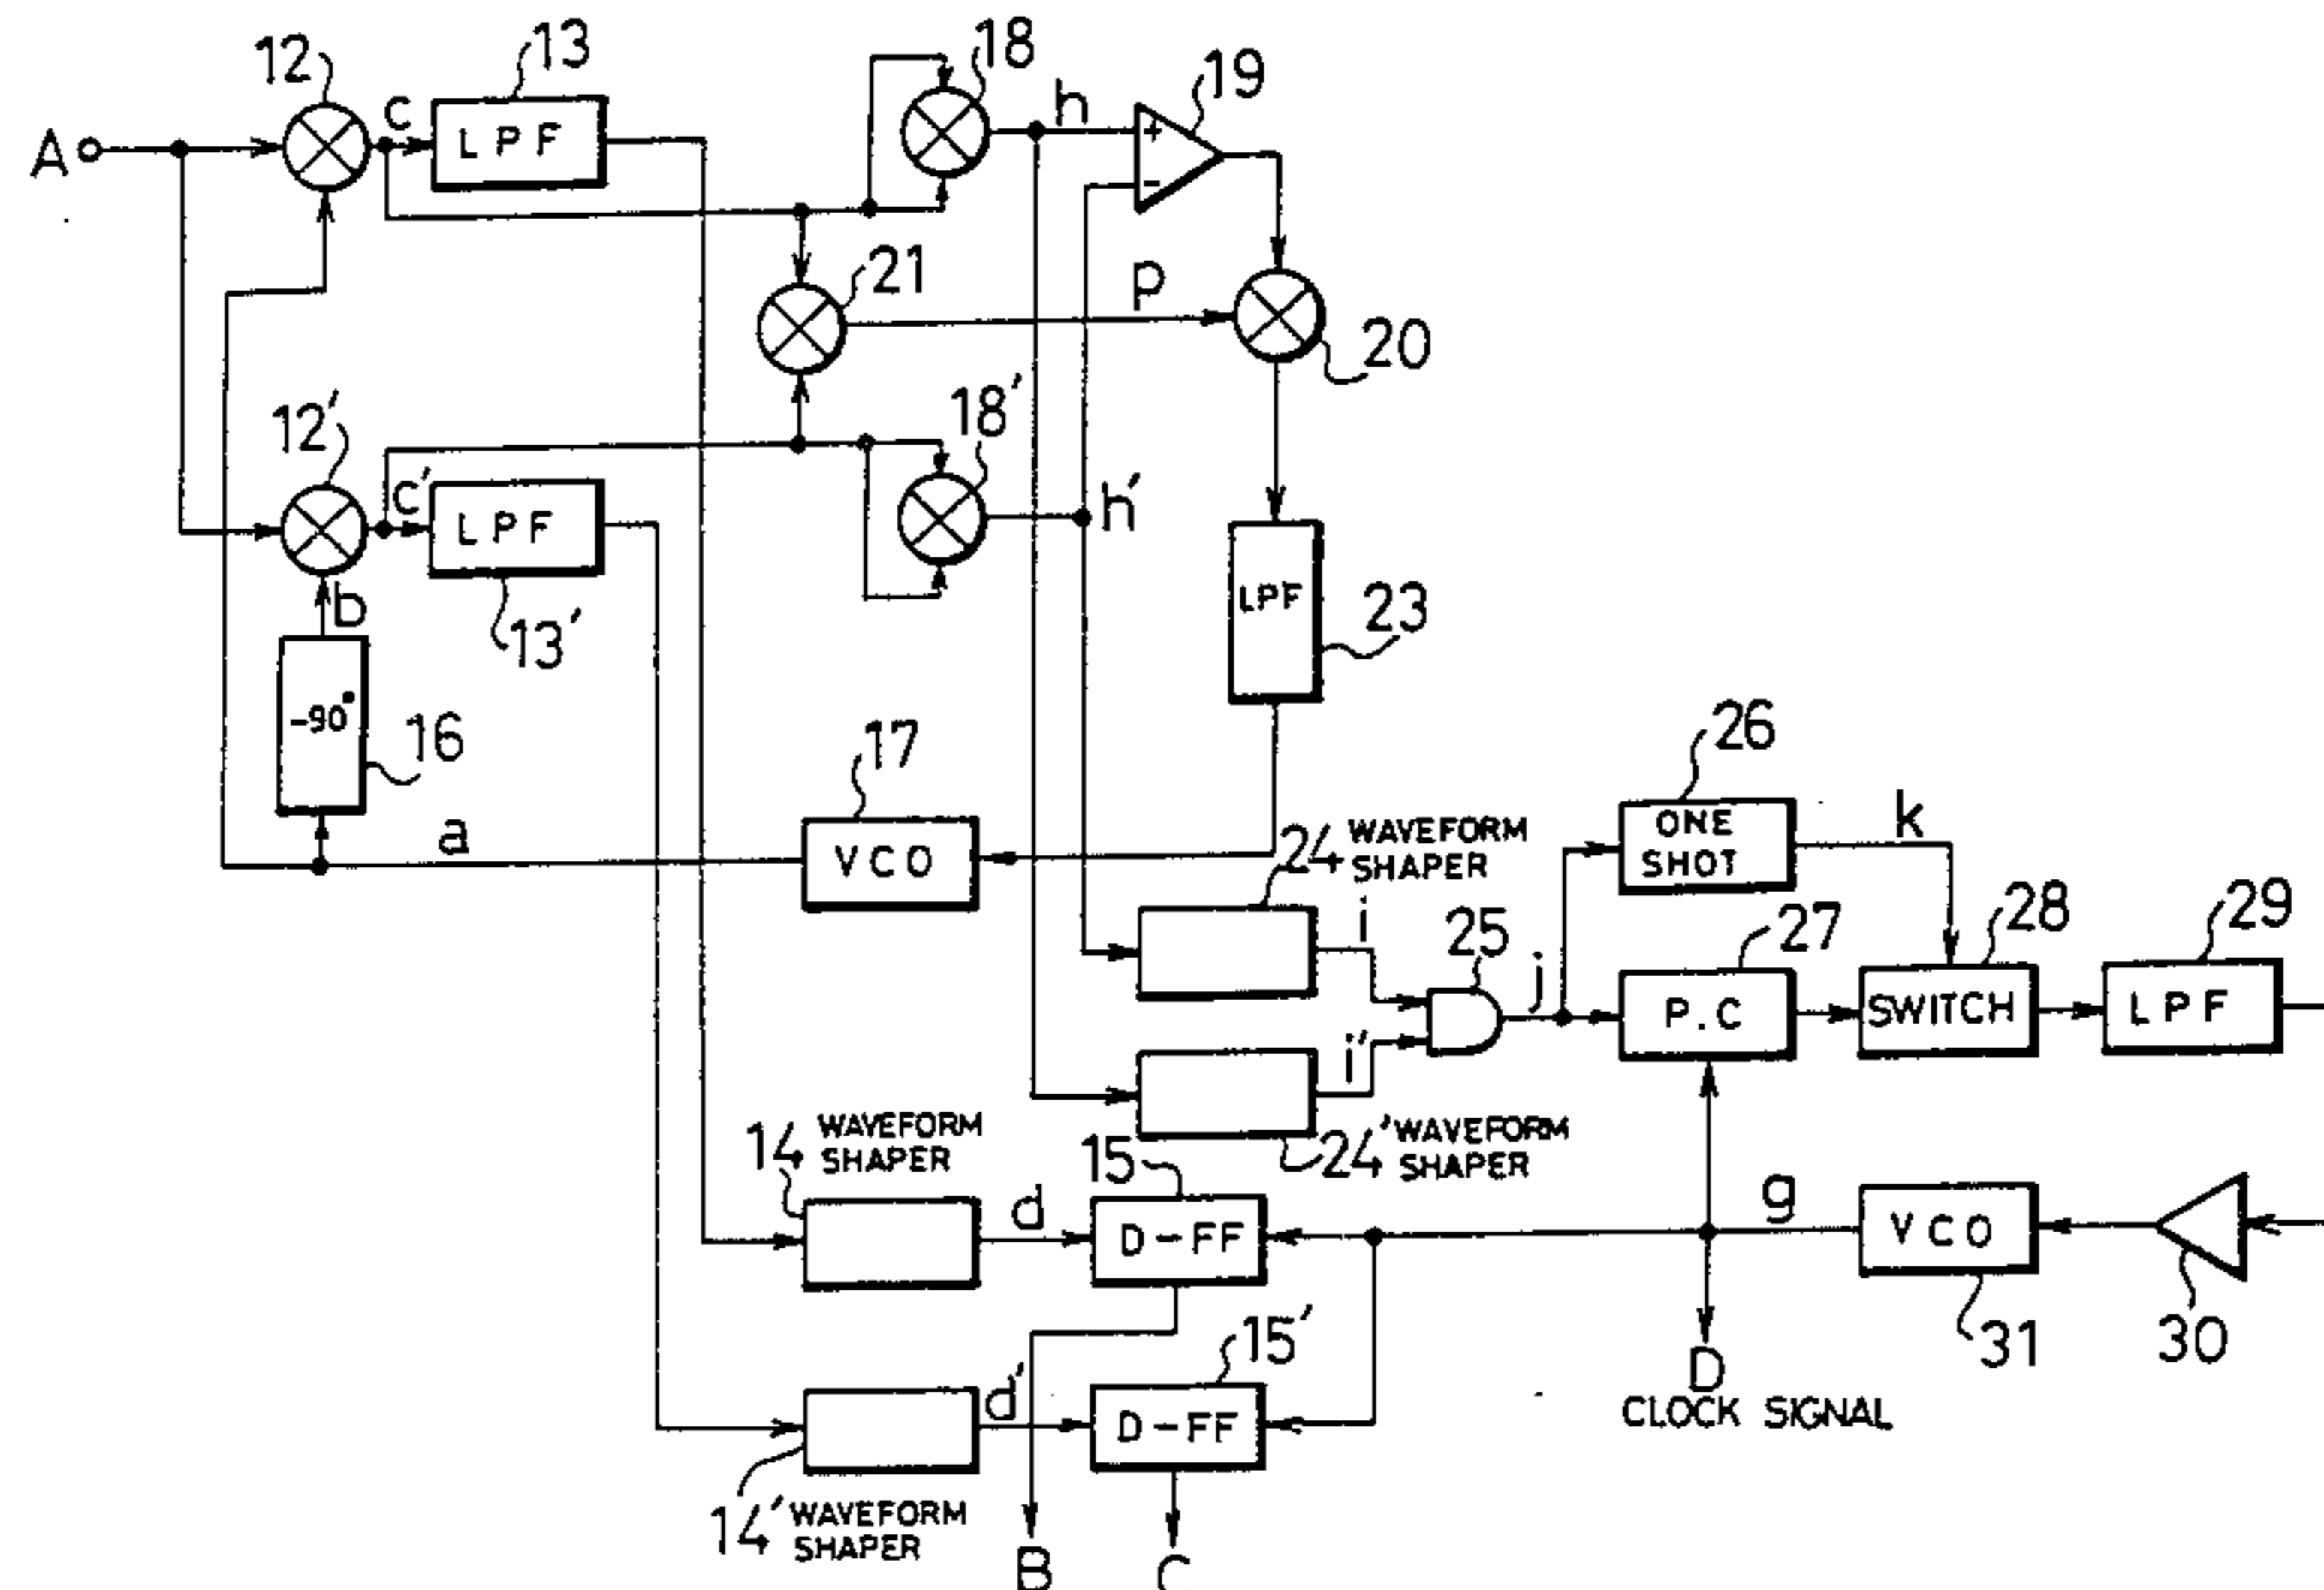 12
13
18
19
A
c
LPF
h
+
-
21
p
20
12'
18'
c'
LPF
h'
b
13'
LPF
23
-90°
16
17
26
a
VCO
24 WAVEFORM
SHAPER
ONE
SHOT
k
i
25
27
28
29
j
P.C
SWITCH
LPF
i'
14 WAVEFORM
SHAPER
15
24' WAVEFORM
SHAPER
d
D-FF
g
VCO
15'
31
30
D
CLOCK SIGNAL
d'
D-FF
14' WAVEFORM
SHAPER
B
C